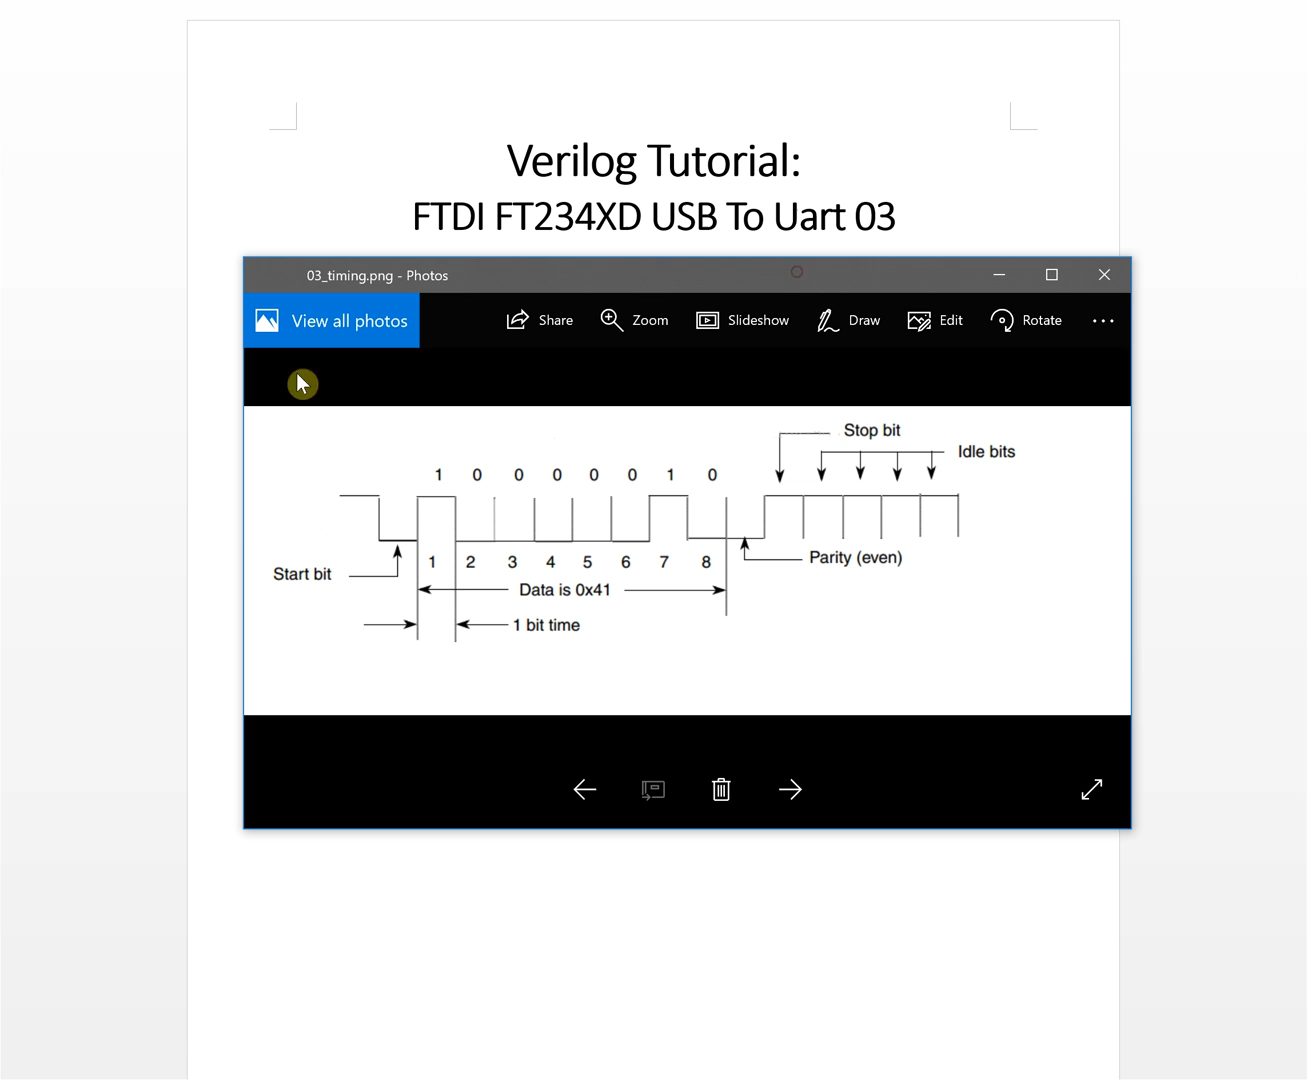 Verilog Tutorial:
FTDI FT234XD USB To Uart 03
03_timing.png - Photos
View all photos
Share
Zoom
Slideshow
Draw
Edit
Rotate
Stop bit
Idle bits
1 0 0 0 0 0 1 0
Parity (even)
1 2 3 4 5 6 7 8
Start bit
Data is 0x41
1 bit time